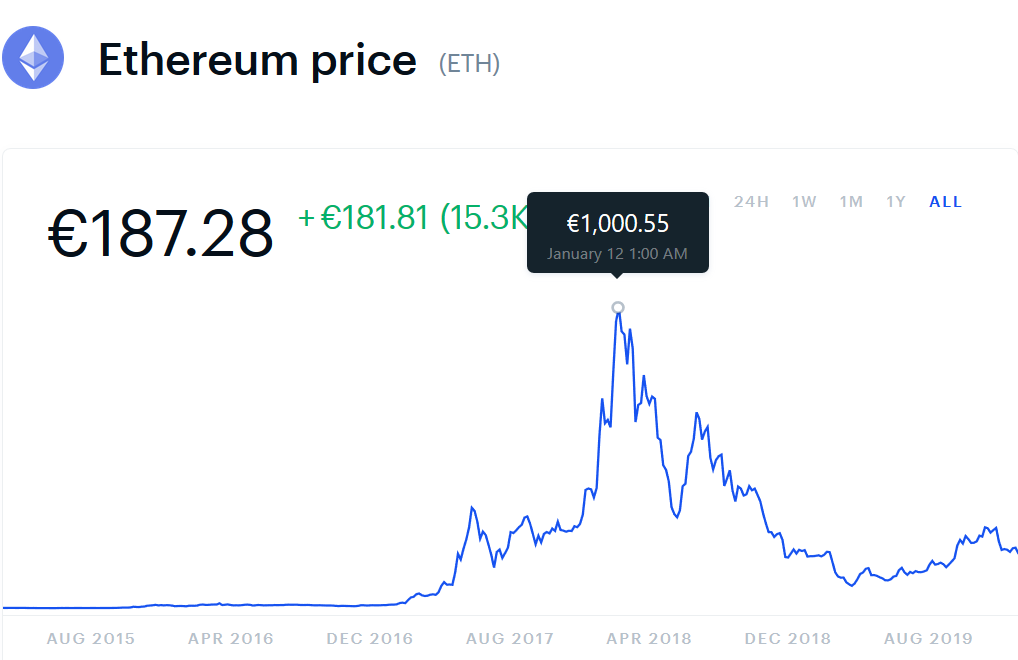 Ethereum price (ETH)
€187.28 + €181.81 (15.3K
€1,000.55
January 12 1:00 AM
24H 1W 1M 1Y ALL
AUG 2015 APR 2016 DEC 2016 AUG 2017 APR 2018 DEC 2018 AUG 2019